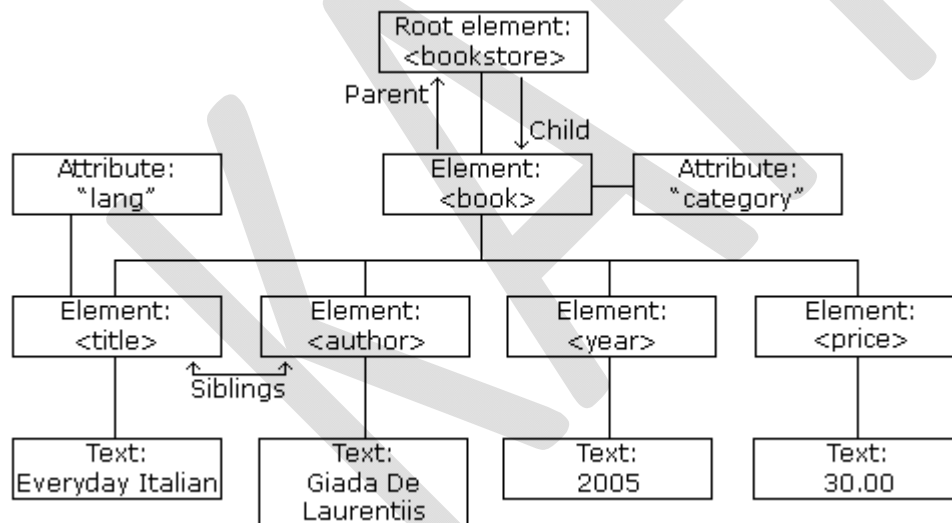 Root element:
<bookstore>
Parent
Child
Attribute:
“lang”
Element:
<book>
Attribute:
“category”
Element:
<title>
Element:
<author>
Element:
<year>
Element:
<price>
Siblings
Text:
Everyday Italian
Text:
Giada De
Laurentiis
Text:
2005
Text:
30.00